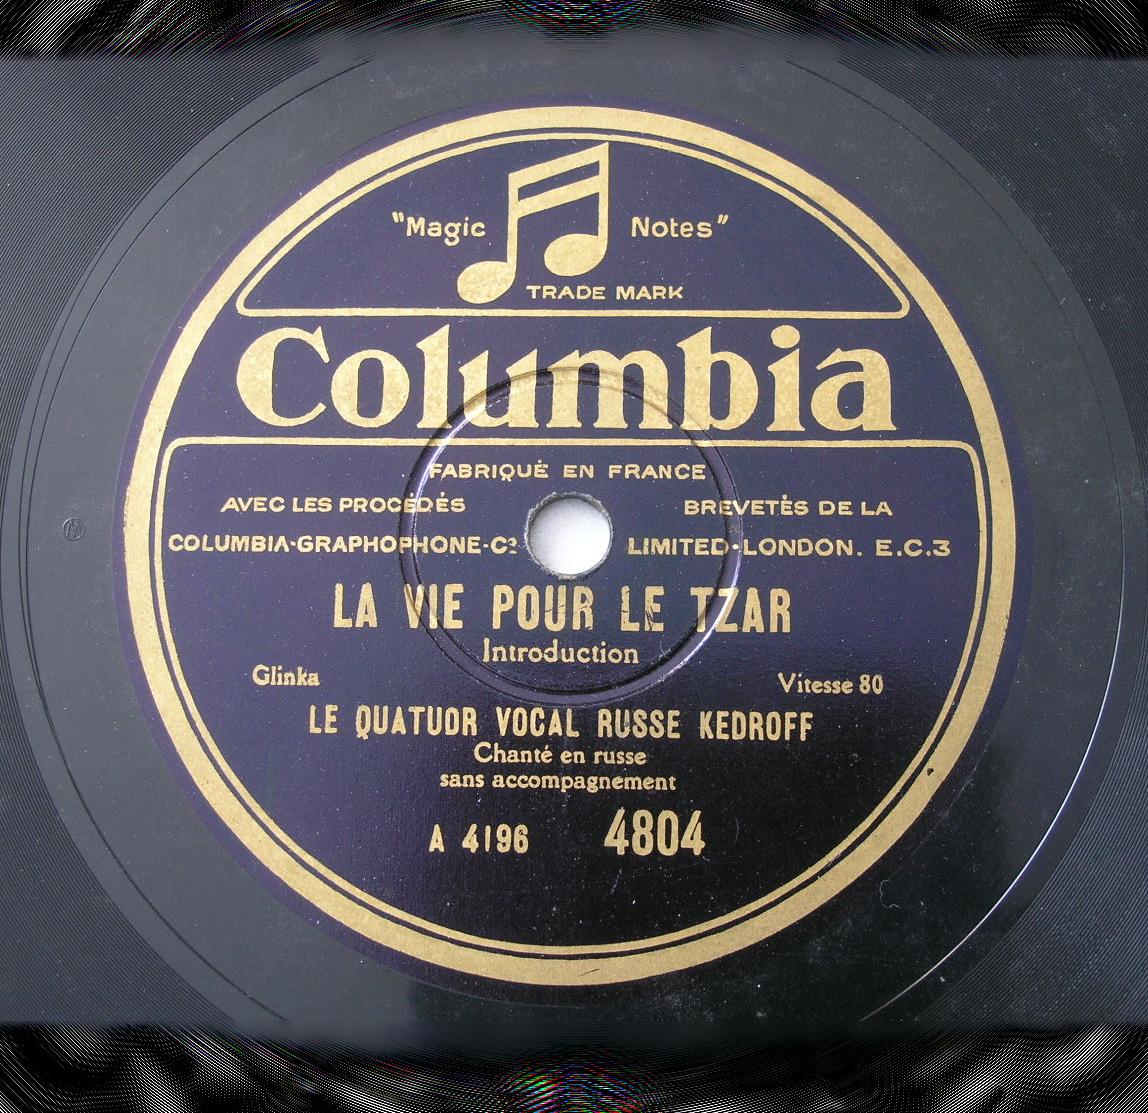 "Magic Notes"
TRADE MARK
Columbia
FABRIQUÉ EN FRANCE
AVEC LES PROCÉDÉS BREVETÉS DE LA
COLUMBIA-GRAPHOPHONE-Cº LIMITED·LONDON. E.C.3
LA VIE POUR LE TZAR
Introduction
Glinka Vitesse 80
LE QUATUOR VOCAL RUSSE KEDROFF
Chanté en russe
sans accompagnement
A 4196 4804